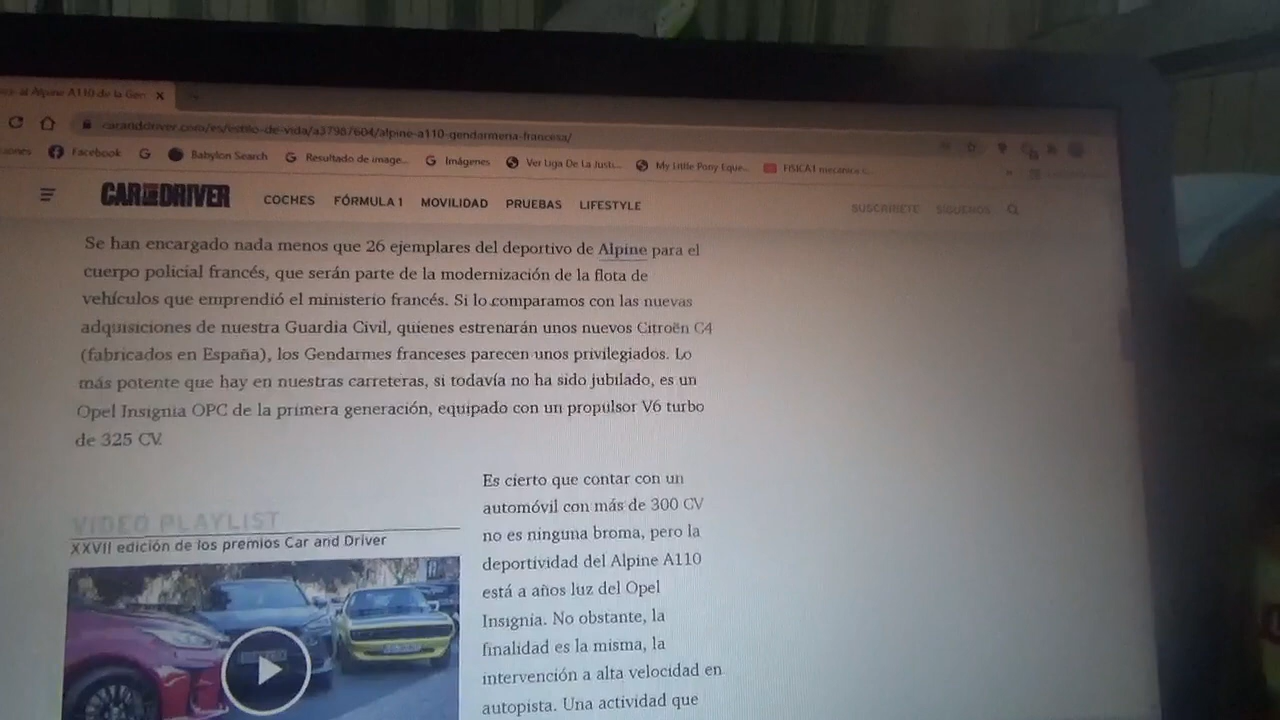 Alpine A110 de la Gen
caranddriver.com/es/estilo-de-vida/a37987604/alpine-a110-gendarmeria-francesa/
Facebook
Babylon Search
Resultado de image...
Imágenes
Ver Liga De La Justi...
My Little Pony Eque...
FISICA1 mecanica
CAR AND DRIVER
COCHES
FÓRMULA 1
MOVILIDAD
PRUEBAS
LIFESTYLE
SUSCRÍBETE
SÍGUENOS
Se han encargado nada menos que 26 ejemplares del deportivo de Alpine para el
cuerpo policial francés, que serán parte de la modernización de la flota de
vehículos que emprendió el ministerio francés. Si lo comparamos con las nuevas
adquisiciones de nuestra Guardia Civil, quienes estrenarán unos nuevos Citroën C4
(fabricados en España), los Gendarmes franceses parecen unos privilegiados. Lo
más potente que hay en nuestras carreteras, si todavía no ha sido jubilado, es un
Opel Insignia OPC de la primera generación, equipado con un propulsor V6 turbo
de 325 CV.
VIDEO PLAYLIST
XXVII edición de los premios Car and Driver
Es cierto que contar con un
automóvil con más de 300 CV
no es ninguna broma, pero la
deportividad del Alpine A110
está a años luz del Opel
Insignia. No obstante, la
finalidad es la misma, la
intervención a alta velocidad en
autopista. Una actividad que